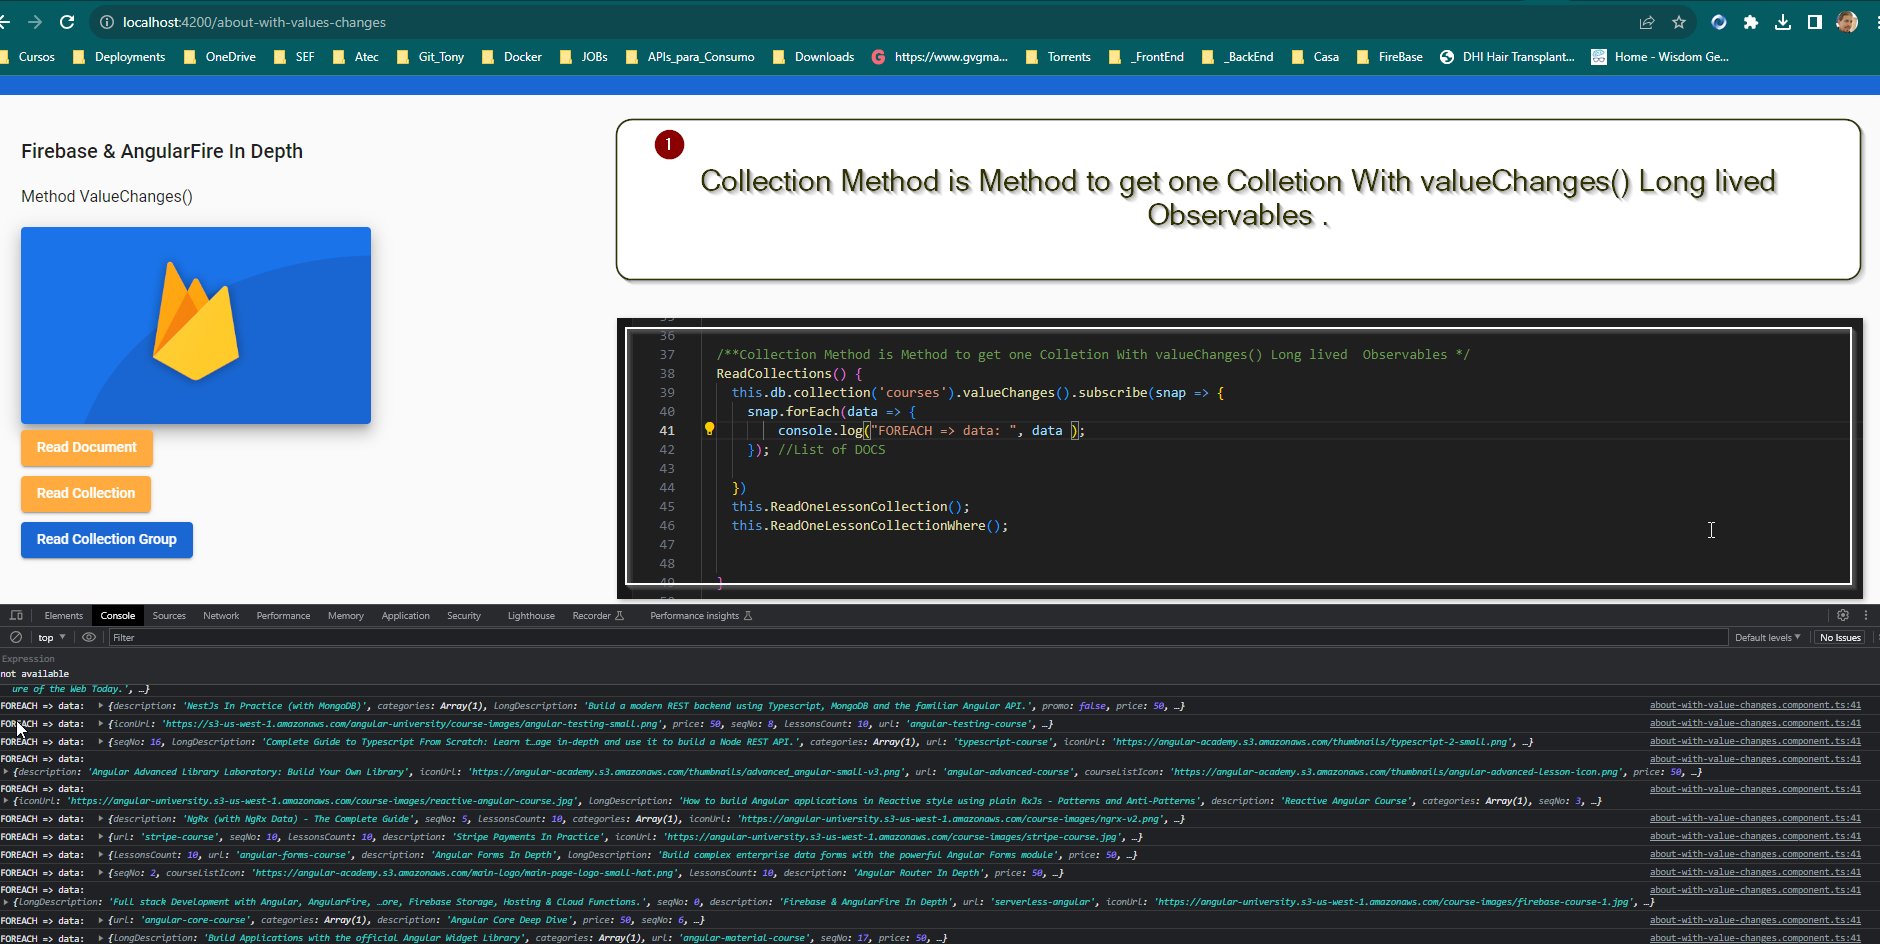 localhost:4200/about-with-values-changes
Cursos Deployments OneDrive SEF Atec Git_Tony Docker JOBs APIs_para_Consumo Downloads https://www.gvgma... Torrents _FrontEnd _BackEnd Casa FireBase DHI Hair Transplant... Home - Wisdom Ge...
Firebase & AngularFire In Depth
Method ValueChanges()
Read Document
Read Collection
Read Collection Group
1
Collection Method is Method to get one Colletion With valueChanges() Long lived
Observables .
36
37 /**Collection Method is Method to get one Colletion With valueChanges() Long lived  Observables */
38 ReadCollections() {
39 this.db.collection('courses').valueChanges().subscribe(snap => {
40 snap.forEach(data => {
41 console.log("FOREACH => data: ", data );
42 }); //List of DOCS
43
44 })
45 this.ReadOneLessonCollection();
46 this.ReadOneLessonCollectionWhere();
47
48
49 }
Elements Console Sources Network Performance Memory Application Security Lighthouse Recorder Performance insights
top Filter Default levels No Issues
Expression
not available
ure of the Web Today.', …}
FOREACH => data: {description: 'NestJs In Practice (with MongoDB)', categories: Array(1), longDescription: 'Build a modern REST backend using Typescript, MongoDB and the familiar Angular API.', promo: false, price: 50, …} about-with-value-changes.component.ts:41
FOREACH => data: {iconUrl: 'https://s3-us-west-1.amazonaws.com/angular-university/course-images/angular-testing-small.png', price: 50, seqNo: 8, lessonsCount: 10, url: 'angular-testing-course', …} about-with-value-changes.component.ts:41
FOREACH => data: {seqNo: 16, longDescription: 'Complete Guide to Typescript From Scratch: Learn t…age in-depth and use it to build a Node REST API.', categories: Array(1), url: 'typescript-course', iconUrl: 'https://angular-academy.s3.amazonaws.com/thumbnails/typescript-2-small.png', …} about-with-value-changes.component.ts:41
FOREACH => data: about-with-value-changes.component.ts:41
{description: 'Angular Advanced Library Laboratory: Build Your Own Library', iconUrl: 'https://angular-academy.s3.amazonaws.com/thumbnails/advanced_angular-small-v3.png', url: 'angular-advanced-course', courseListIcon: 'https://angular-academy.s3.amazonaws.com/thumbnails/angular-advanced-lesson-icon.png', price: 50, …}
FOREACH => data: about-with-value-changes.component.ts:41
{iconUrl: 'https://angular-university.s3-us-west-1.amazonaws.com/course-images/reactive-angular-course.jpg', longDescription: 'How to build Angular applications in Reactive style using plain RxJs - Patterns and Anti-Patterns', description: 'Reactive Angular Course', categories: Array(1), seqNo: 3, …}
FOREACH => data: {description: 'NgRx (with NgRx Data) - The Complete Guide', seqNo: 5, lessonsCount: 10, categories: Array(1), iconUrl: 'https://angular-university.s3-us-west-1.amazonaws.com/course-images/ngrx-v2.png', …} about-with-value-changes.component.ts:41
FOREACH => data: {url: 'stripe-course', seqNo: 10, lessonsCount: 10, description: 'Stripe Payments In Practice', iconUrl: 'https://angular-university.s3-us-west-1.amazonaws.com/course-images/stripe-course.jpg', …} about-with-value-changes.component.ts:41
FOREACH => data: {lessonsCount: 10, url: 'angular-forms-course', description: 'Angular Forms In Depth', longDescription: 'Build complex enterprise data forms with the powerful Angular Forms module', price: 50, …} about-with-value-changes.component.ts:41
FOREACH => data: {seqNo: 2, courseListIcon: 'https://angular-academy.s3.amazonaws.com/main-logo/main-page-logo-small-hat.png', lessonsCount: 10, description: 'Angular Router In Depth', price: 50, …} about-with-value-changes.component.ts:41
FOREACH => data: about-with-value-changes.component.ts:41
{longDescription: 'Full stack Development with Angular, AngularFire, …ore, Firebase Storage, Hosting & Cloud Functions.', seqNo: 0, description: 'Firebase & AngularFire In Depth', url: 'serverless-angular', iconUrl: 'https://angular-university.s3-us-west-1.amazonaws.com/course-images/firebase-course-1.jpg', …}
FOREACH => data: {url: 'angular-core-course', categories: Array(1), description: 'Angular Core Deep Dive', price: 50, seqNo: 6, …} about-with-value-changes.component.ts:41
FOREACH => data: {longDescription: 'Build Applications with the official Angular Widget Library', categories: Array(1), url: 'angular-material-course', seqNo: 17, price: 50, …} about-with-value-changes.component.ts:41